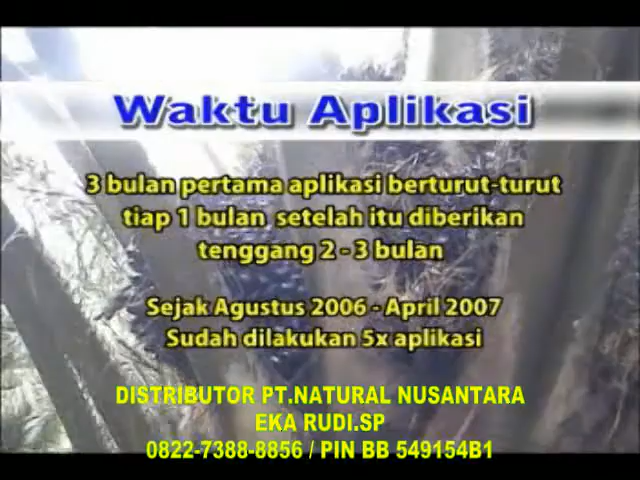 Waktu Aplikasi
3 bulan pertama aplikasi berturut-turut
tiap 1 bulan setelah itu diberikan
tenggang 2 - 3 bulan
Sejak Agustus 2006 - April 2007
Sudah dilakukan 5x aplikasi
DISTRIBUTOR PT.NATURAL NUSANTARA
EKA RUDI.SP
0822-7388-8856 / PIN BB 549154B1